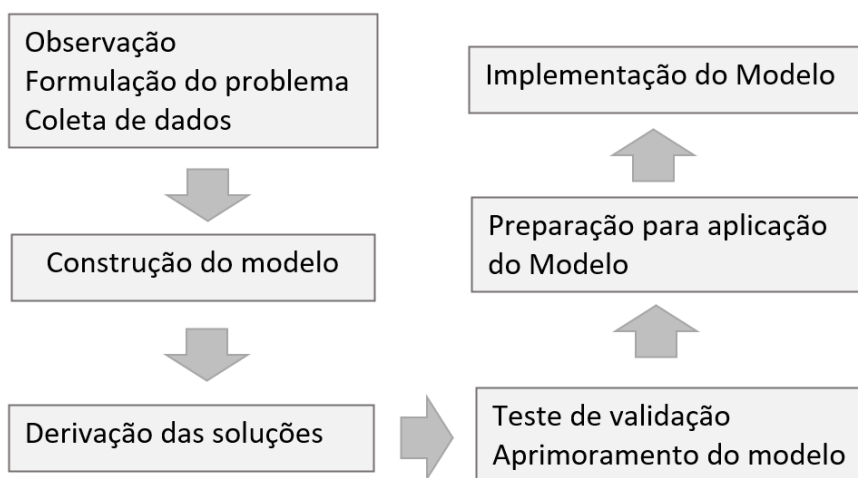 Observação
Formulação do problema
Coleta de dados
Construção do modelo
Derivação das soluções
Teste de validação
Aprimoramento do modelo
Preparação para aplicação
do Modelo
Implementação do Modelo